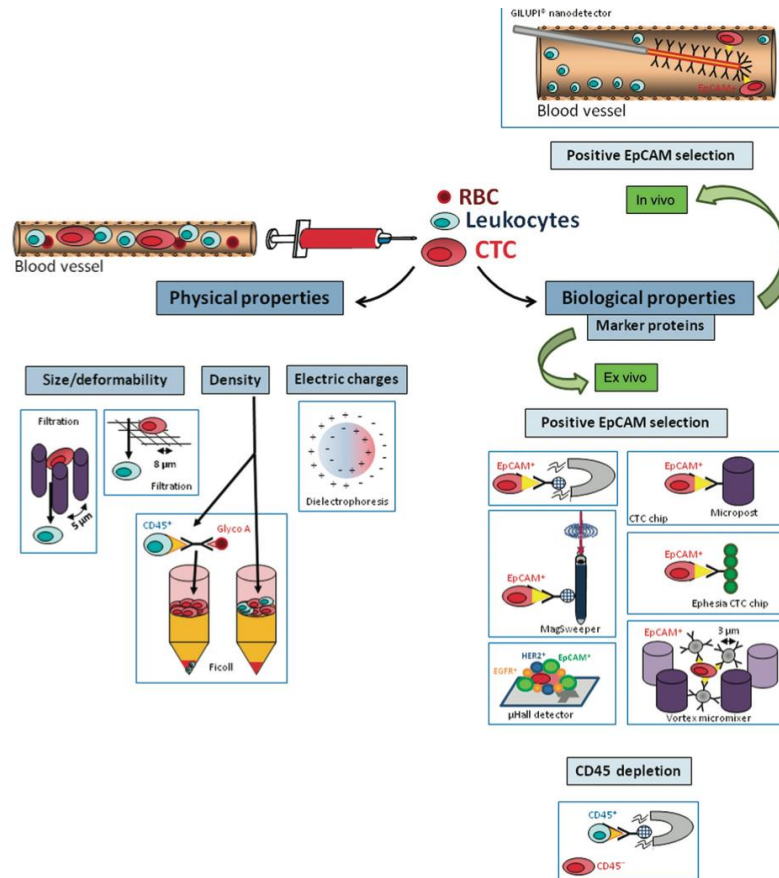 GILUPI® nanodetector
EpCAM+
Blood vessel
Positive EpCAM selection
In vivo
RBC
Leukocytes
CTC
Blood vessel
Physical properties
Biological properties
Marker proteins
Ex vivo
Size/deformability
Density
Electric charges
Positive EpCAM selection
Filtration
5 µm
8 µm
Filtration
Dielectrophoresis
CD45⁺
Glyco A
Ficoll
EpCAM⁺
EpCAM⁺
CTC chip
Micropost
EpCAM⁺
MagSweeper
EpCAM⁺
Ephesia CTC chip
HER2⁺
EGFR⁺
EpCAM⁺
µHall detector
EpCAM⁺
3 µm
Vortex micromixer
CD45 depletion
CD45⁺
CD45⁻